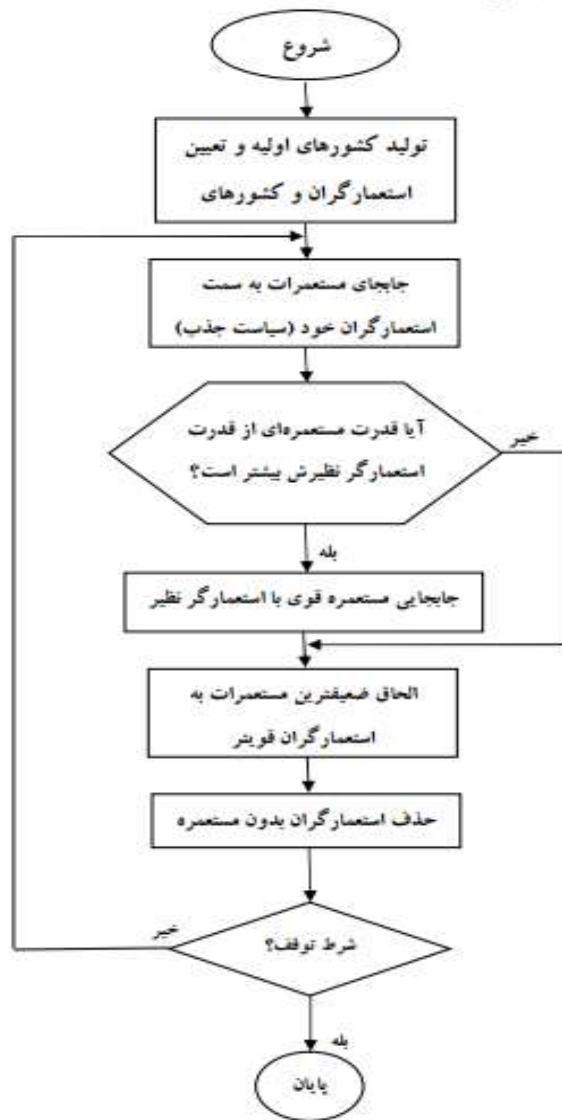 شروع
تولید کشورهای اولیه و تعیین
استعمارگران و کشورهای
جابجای مستعمرات به سمت
استعمارگران خود (سیاست جذب)
آیا قدرت مستعمره‌ای از قدرت
استعمارگر نظیرش بیشتر است؟
خیر
بله
جابجایی مستعمره قوی با استعمارگر نظیر
الحاق ضعیفترین مستعمرات به
استعمارگران قویتر
حذف استعمارگران بدون مستعمره
شرط توقف؟
خیر
بله
پایان